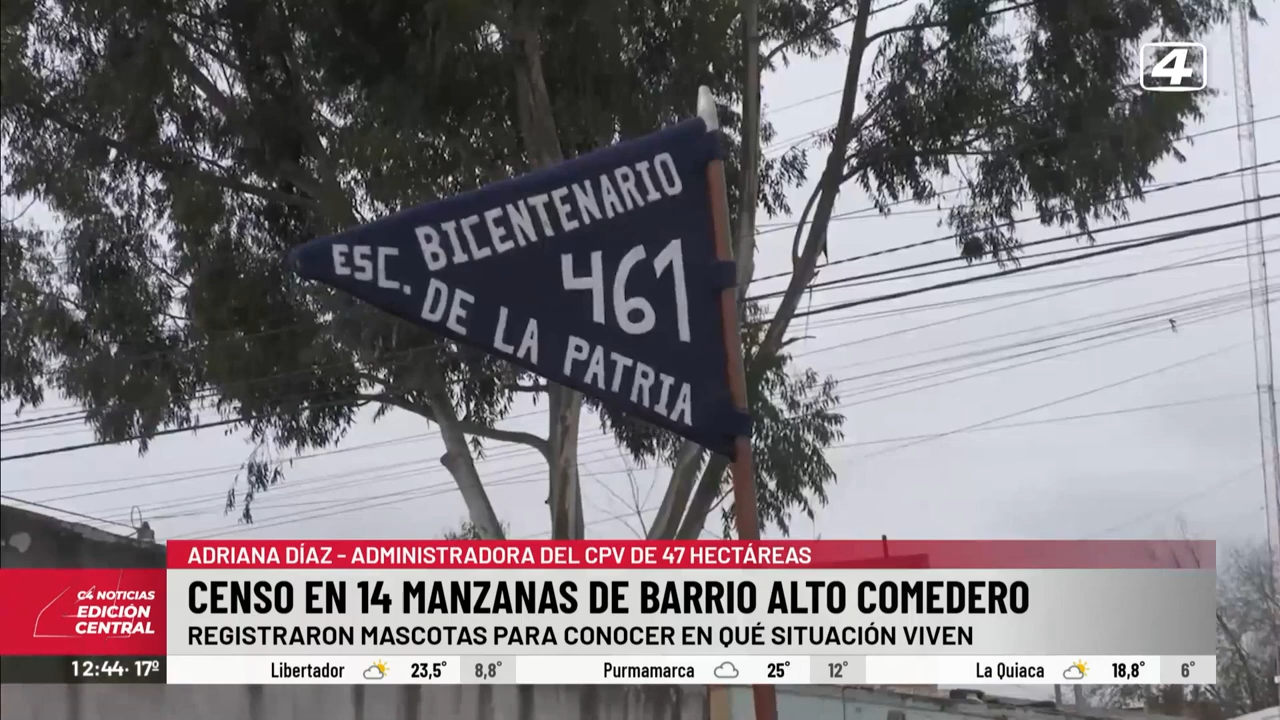 4
ESC. BICENTENARIO
461
DE LA PATRIA
ADRIANA DÍAZ - ADMINISTRADORA DEL CPV DE 47 HECTÁREAS
C4 NOTICIAS
EDICIÓN
CENTRAL
CENSO EN 14 MANZANAS DE BARRIO ALTO COMEDERO
REGISTRARON MASCOTAS PARA CONOCER EN QUÉ SITUACIÓN VIVEN
12:44· 17º
Libertador 23,5° 8,8° Purmamarca 25° 12° La Quiaca 18,8° 6°